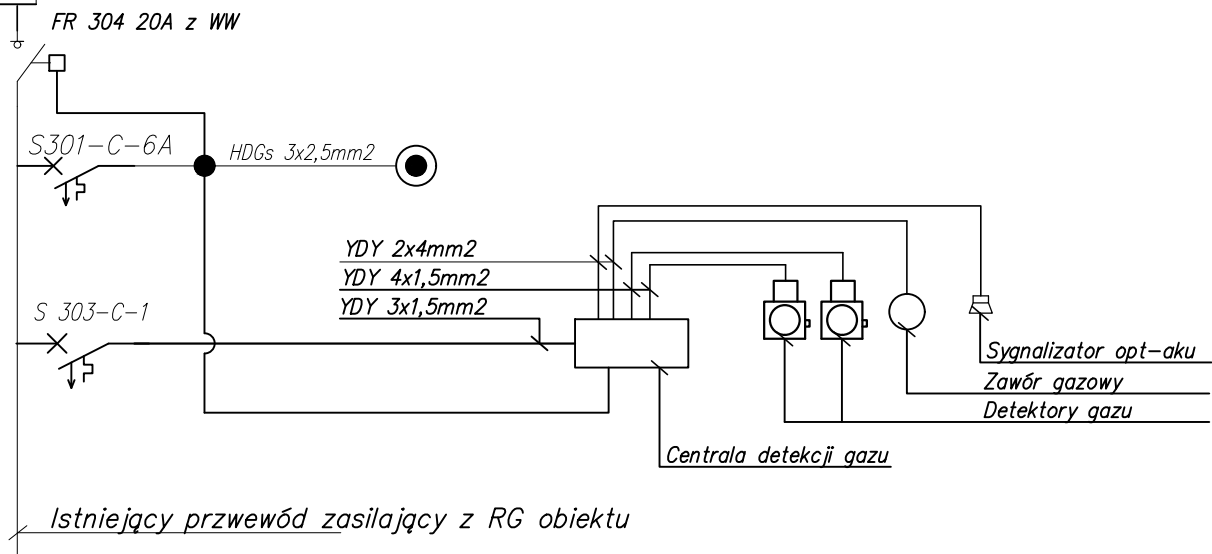 FR 304 20A z WW
S301-C-6A
HDGs 3x2,5mm2
YDY 2x4mm2
YDY 4x1,5mm2
YDY 3x1,5mm2
S 303-C-1
Sygnalizator opt-aku
Zawór gazowy
Detektory gazu
Centrala detekcji gazu
Istniejący przwewód zasilający z RG obiektu